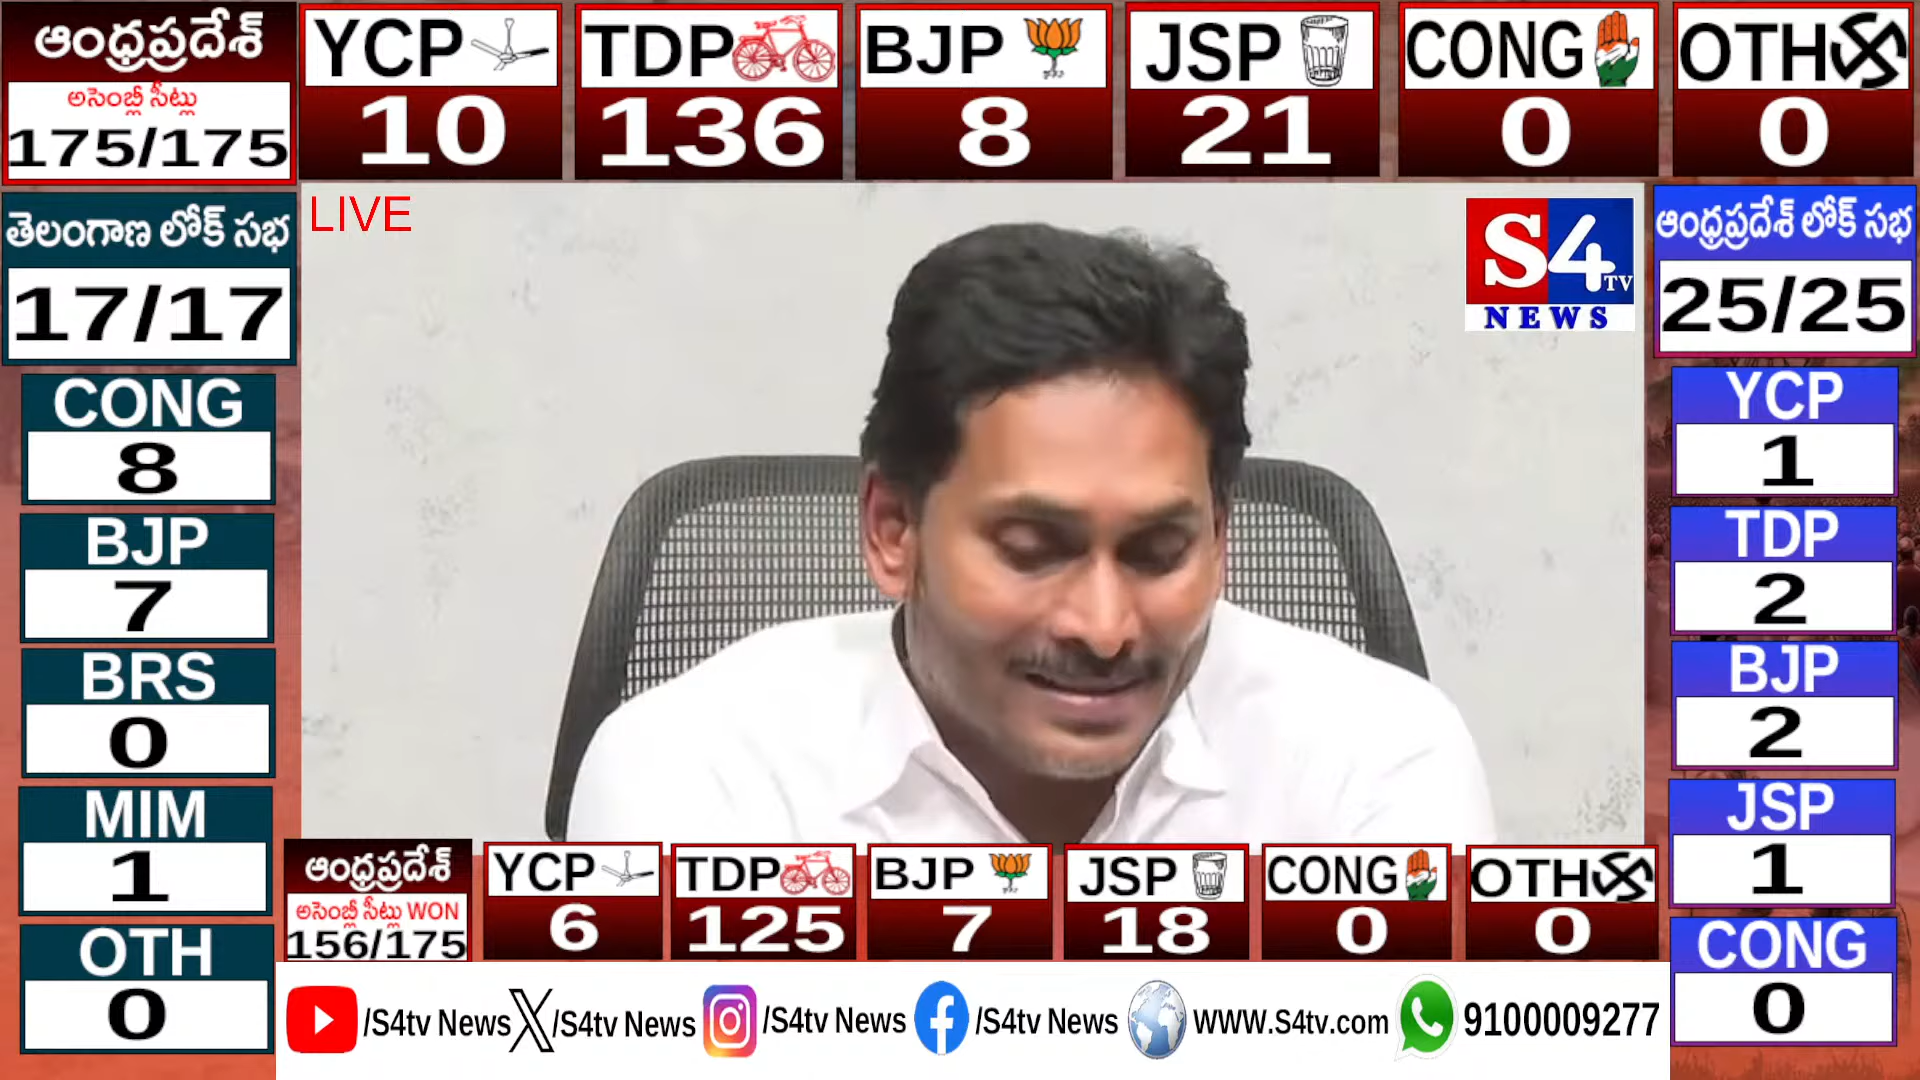 ఆంధ్రప్రదేశ్
అసెంబ్లీ సీట్లు
175/175
YCP
10
TDP
136
BJP
8
JSP
21
CONG
0
OTH
0
తెలంగాణ లోక్ సభ
17/17
CONG
8
BJP
7
BRS
0
MIM
1
OTH
0
LIVE
S4
TV
NEWS
ఆంధ్రప్రదేశ్ లోక్ సభ
25/25
YCP
1
TDP
2
BJP
2
JSP
1
CONG
0
ఆంధ్రప్రదేశ్
అసెంబ్లీ సీట్లు WON
156/175
YCP
6
TDP
125
BJP
7
JSP
18
CONG
0
OTH
0
/S4tv News
/S4tv News
/S4tv News
/S4tv News
www.S4tv.com
9100009277